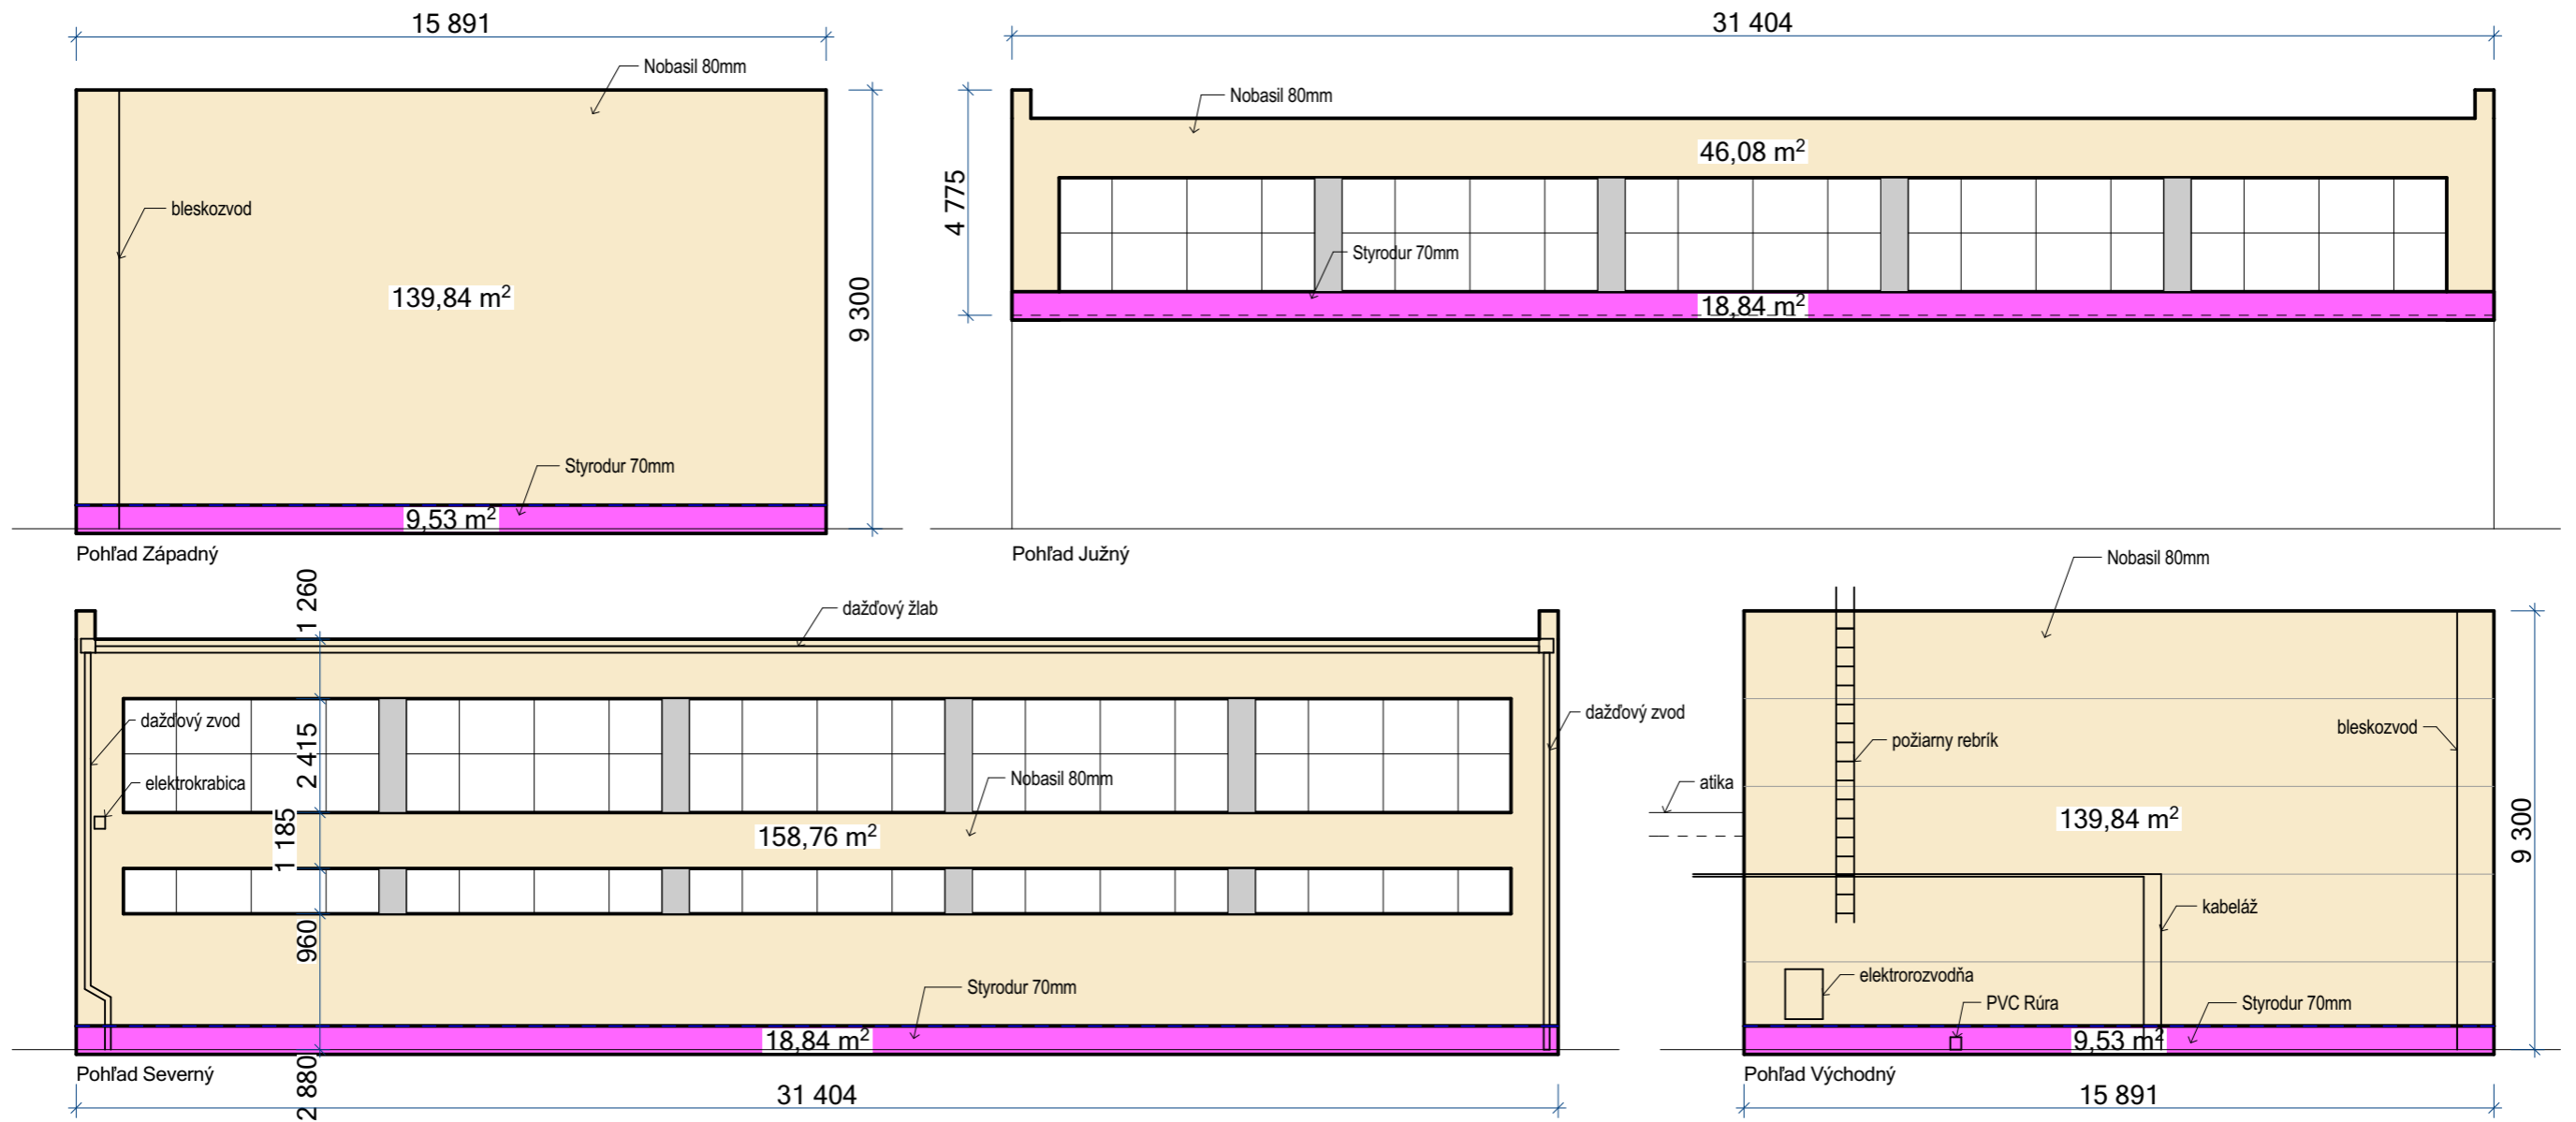 15 891
Nobasil 80mm
bleskozvod
139,84 m²
9 300
Styrodur 70mm
9,53 m²
Pohľad Západný
31 404
Nobasil 80mm
46,08 m²
4 775
Styrodur 70mm
18,84 m²
Pohľad Južný
1 260
dažďový žlab
dažďový zvod
2 415
elektrokrabica
Nobasil 80mm
dažďový zvod
1 185
158,76 m²
960
Styrodur 70mm
18,84 m²
Pohľad Severný
2 880
31 404
Nobasil 80mm
bleskozvod
požiarny rebrík
atika
139,84 m²
9 300
kabeláž
elektrorozvodňa
PVC Rúra
Styrodur 70mm
9,53 m²
Pohľad Východný
15 891